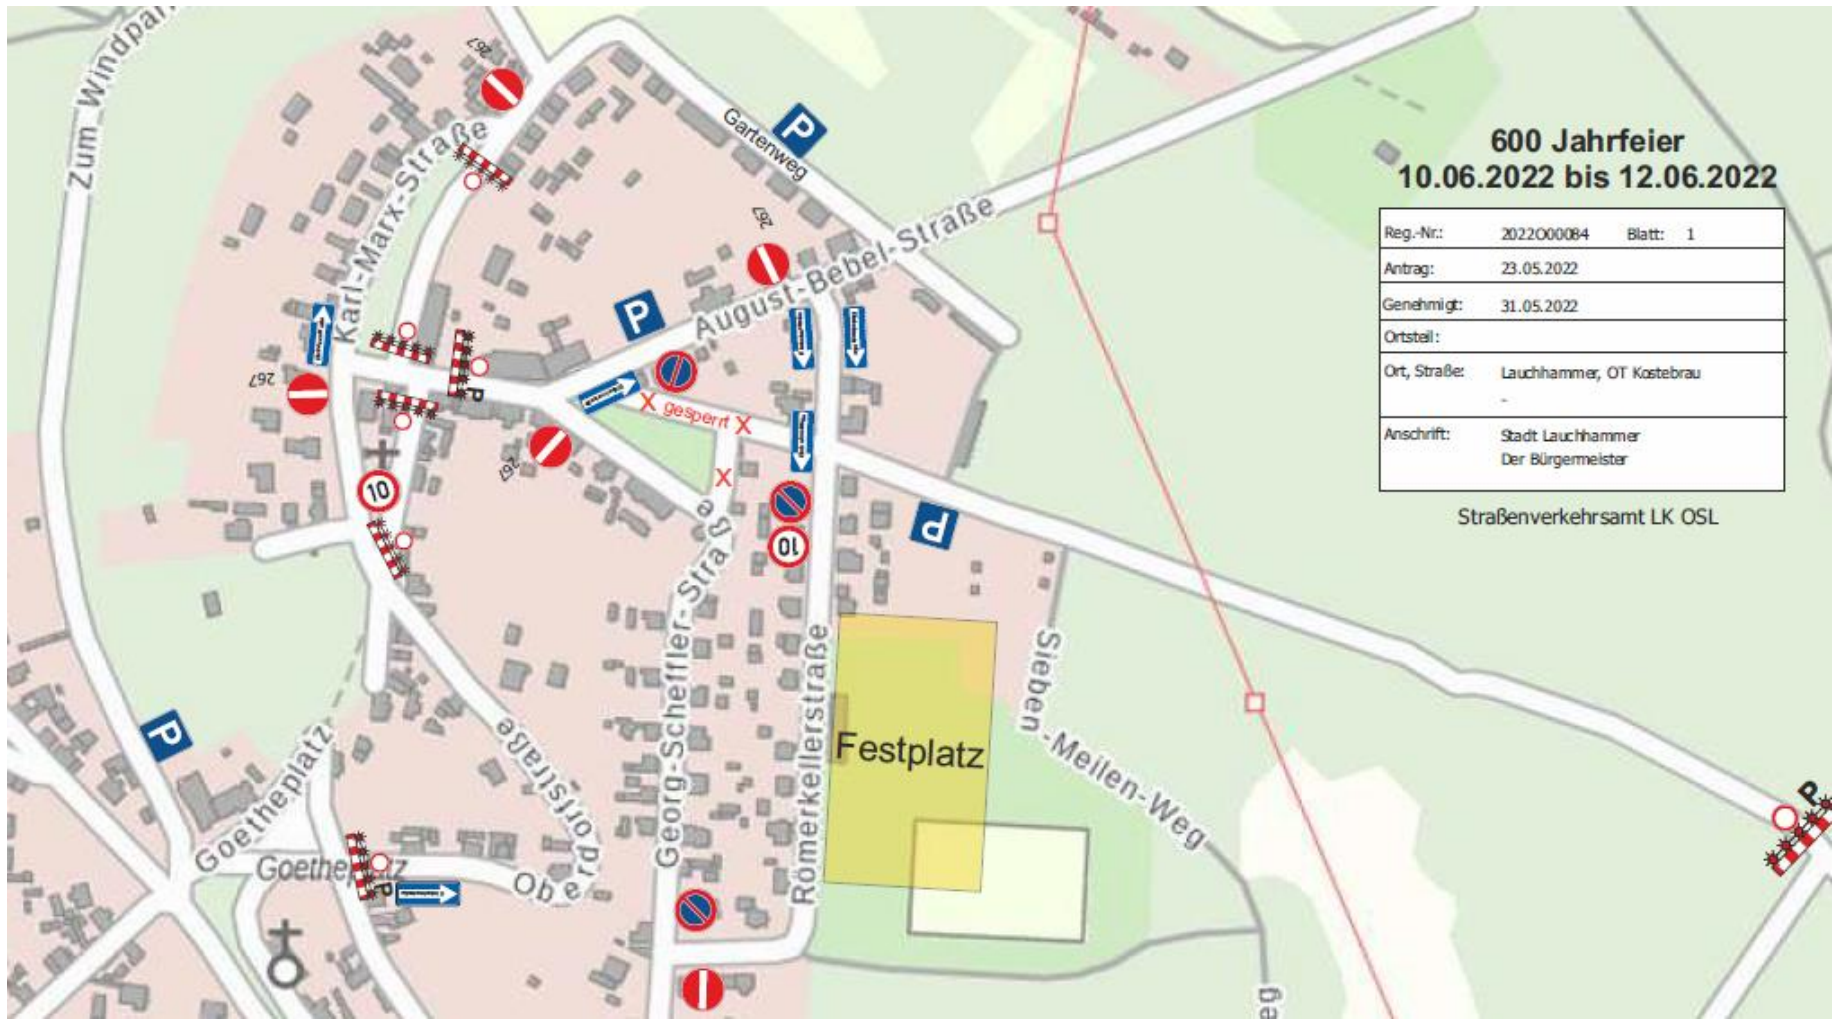 600 Jahrfeier
10.06.2022 bis 12.06.2022
Reg.-Nr.: 2022O00084 Blatt: 1
Antrag: 23.05.2022
Genehmigt: 31.05.2022
Ortsteil:
Ort, Straße: Lauchhammer, OT Kostebrau
-
Anschrift: Stadt Lauchhammer
Der Bürgermeister
Straßenverkehrsamt LK OSL
Zum Windpar
267
Karl-Marx-Straße
Gartenweg
P
267
August-Bebel-Straße
P
267
P
X gesperrt X
X
267
10
10
P
Georg-Scheffler-Straße
Römerkellerstraße
Festplatz
Sieben-Meilen-Weg
P
Goetheplatz
Goetheplatz
P
Oberdorfstraße
P
eg